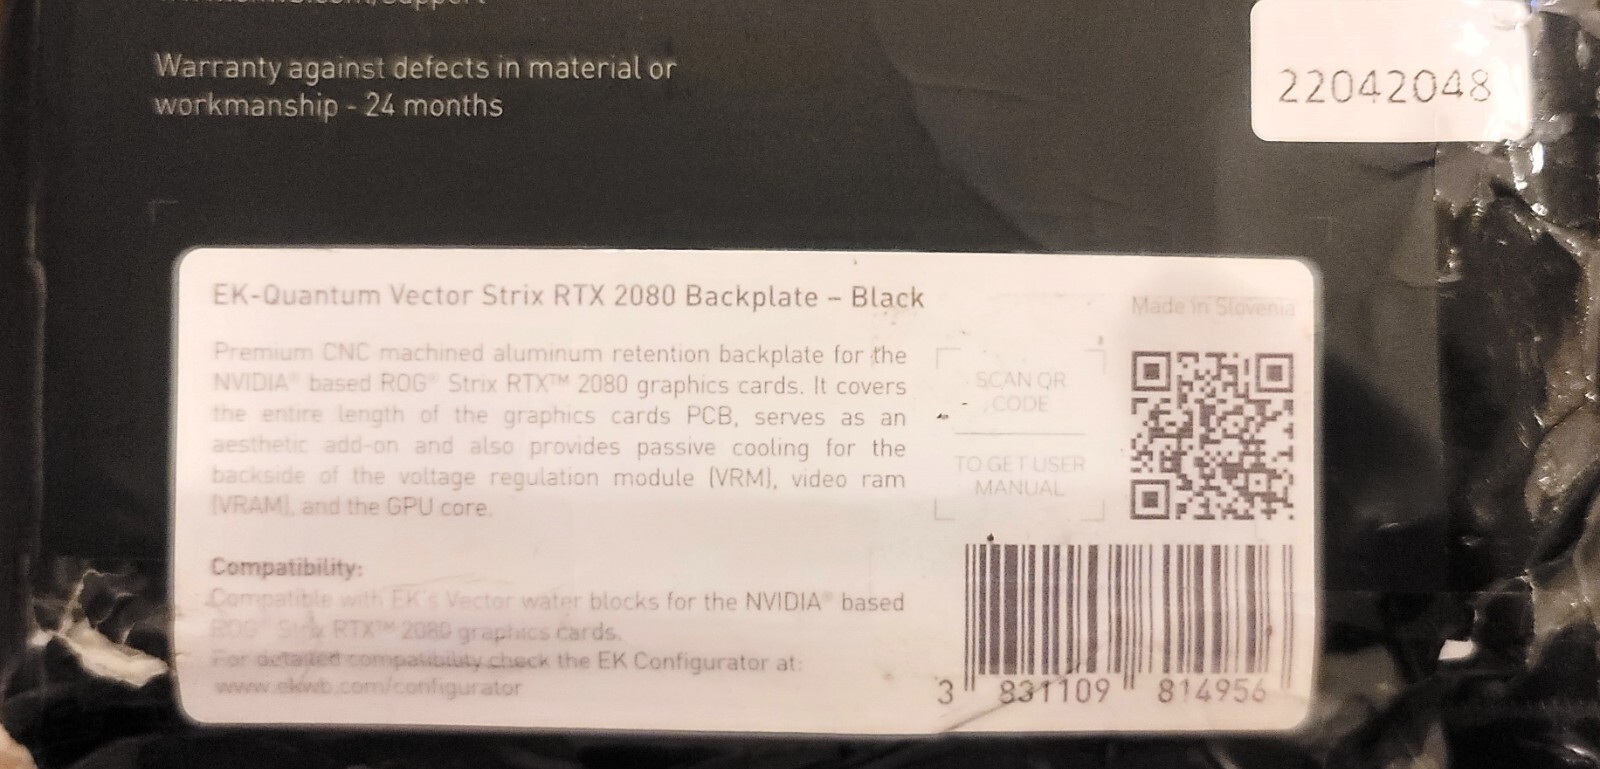 Warranty against defects in material or
workmanship - 24 months
22042048
EK-Quantum Vector Strix RTX 2080 Backplate – Black
Premium CNC machined aluminum retention backplate for the
NVIDIA® based ROG® Strix RTX™ 2080 graphics cards. It covers
the entire length of the graphics cards PCB, serves as an
aesthetic add-on and also provides passive cooling for the
backside of the voltage regulation module (VRM), video ram
(VRAM), and the GPU core.
Compatibility:
Compatible with EK's Vector water blocks for the NVIDIA® based
ROG® Strix RTX™ 2080 graphics cards.
For detailed compatibility check the EK Configurator at:
www.ekwb.com/configurator
Made in Slovenia
SCAN QR
CODE
TO GET USER
MANUAL
3 831109 814956